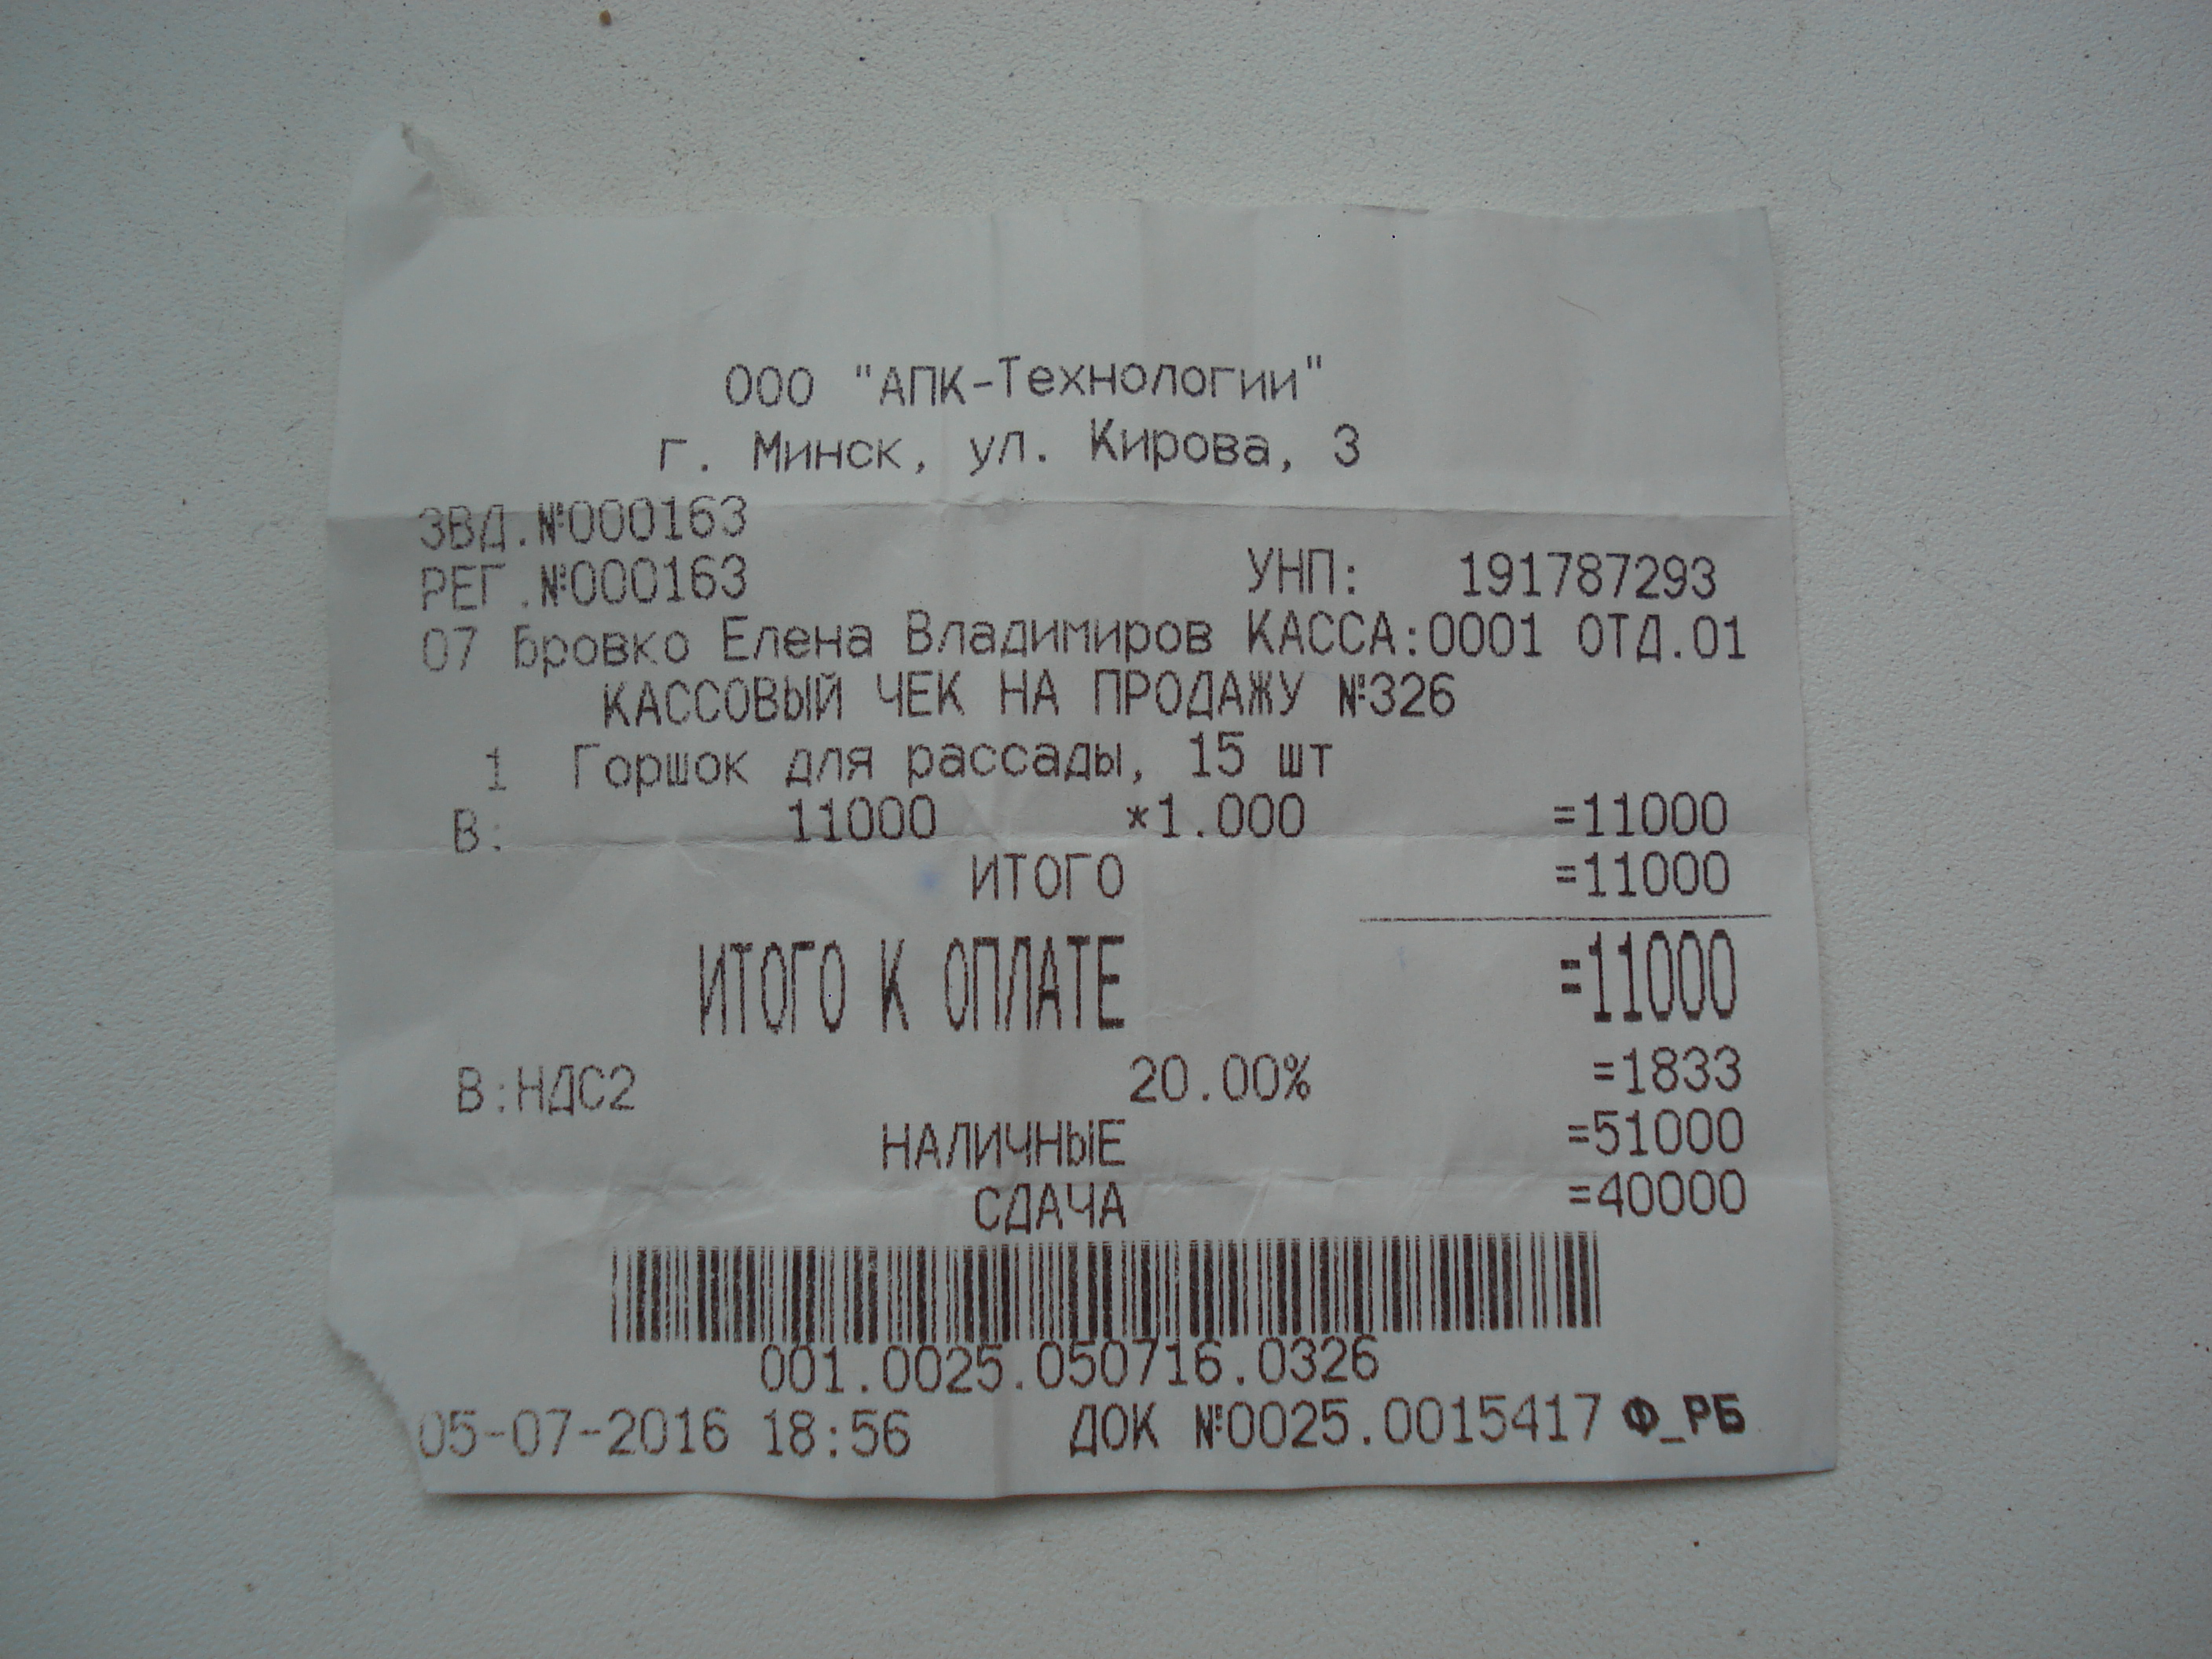 ООО "АПК-Технологии"
г. Минск, ул. Кирова, 3
ЗВД.№000163
РЕГ.№000163 УНП: 191787293
07 Бровко Елена Владимиров КАССА:0001 ОТД.01
КАССОВЫЙ ЧЕК НА ПРОДАЖУ №326
1 Горшок для рассады, 15 шт
В: 11000 *1.000 =11000
ИТОГО =11000
ИТОГО К ОПЛАТЕ =11000
В:НДС2 20.00% =1833
НАЛИЧНЫЕ =51000
СДАЧА =40000
001.0025.050716.0326
05-07-2016 18:56 ДОК №0025.0015417 Ф_РБ